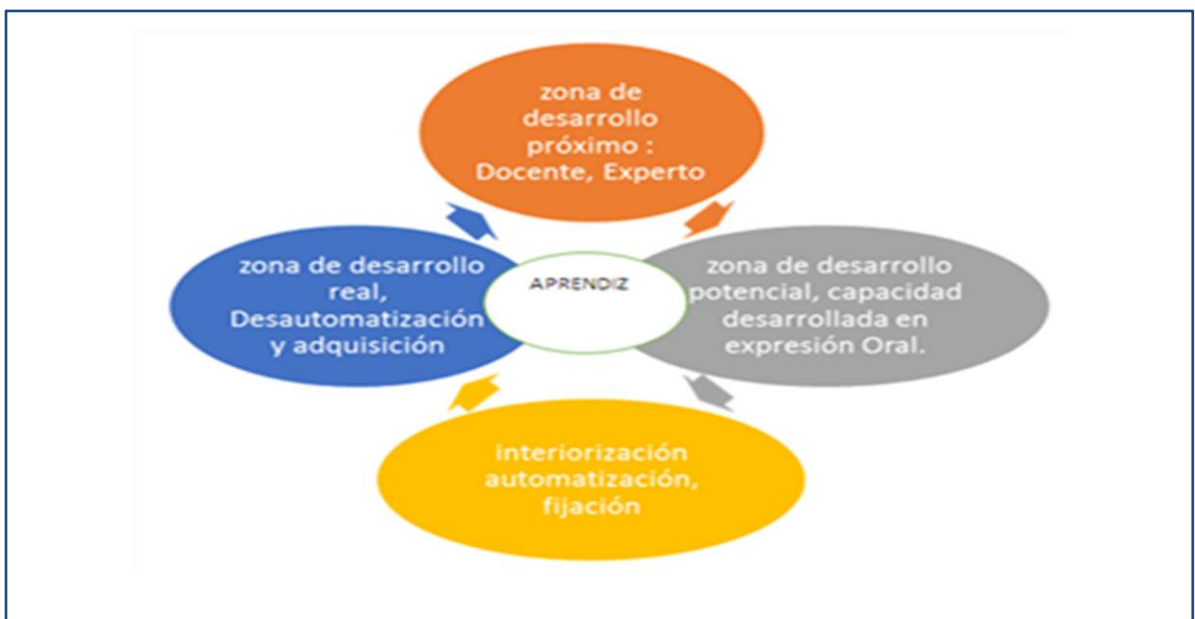 zona de
desarrollo
próximo :
Docente, Experto
zona de desarrollo
real,
Desautomatización
y adquisición
APRENDIZ
zona de desarrollo
potencial, capacidad
desarrollada en
expresión Oral.
interiorización
automatización,
fijación